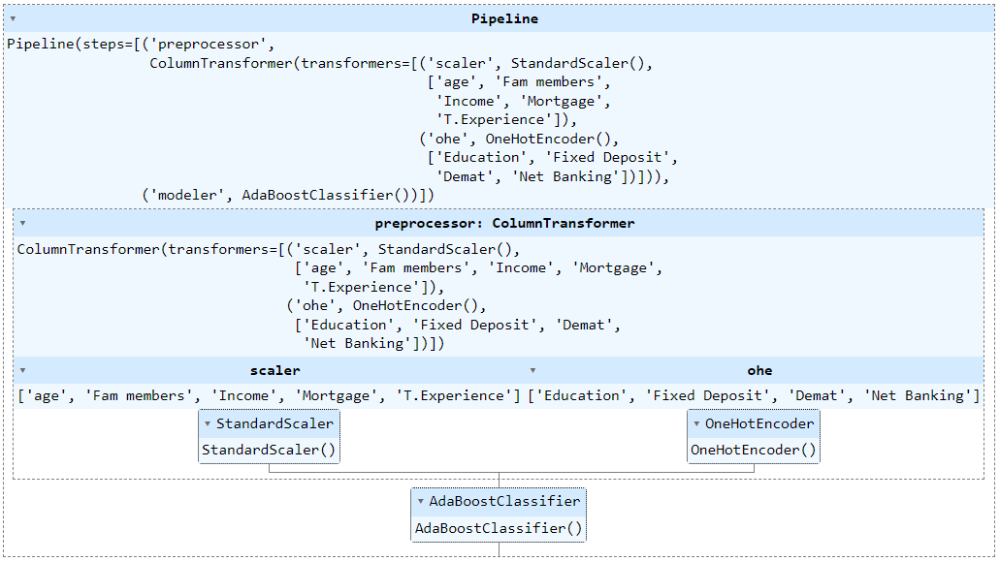 Pipeline
Pipeline(steps=[('preprocessor',
ColumnTransformer(transformers=[('scaler', StandardScaler(),
['age', 'Fam members',
'Income', 'Mortgage',
'T.Experience']),
('ohe', OneHotEncoder(),
['Education', 'Fixed Deposit',
'Demat', 'Net Banking'])])),
('modeler', AdaBoostClassifier())])
preprocessor: ColumnTransformer
ColumnTransformer(transformers=[('scaler', StandardScaler(),
['age', 'Fam members', 'Income', 'Mortgage',
'T.Experience']),
('ohe', OneHotEncoder(),
['Education', 'Fixed Deposit', 'Demat',
'Net Banking'])])
scaler
ohe
['age', 'Fam members', 'Income', 'Mortgage', 'T.Experience']
['Education', 'Fixed Deposit', 'Demat', 'Net Banking']
StandardScaler
OneHotEncoder
StandardScaler()
OneHotEncoder()
AdaBoostClassifier
AdaBoostClassifier()